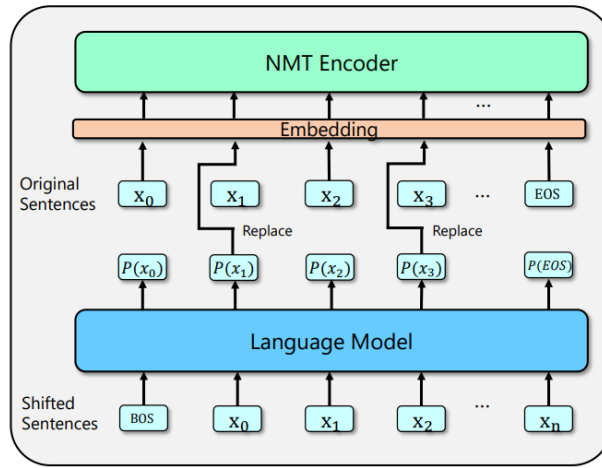 NMT Encoder
...
Embedding
Original
Sentences
x₀ x₁ x₂ x₃ ... EOS
Replace Replace
P(x₀) P(x₁) P(x₂) P(x₃) P(EOS)
Language Model
Shifted
Sentences
BOS x₀ x₁ x₂ ... xₙ